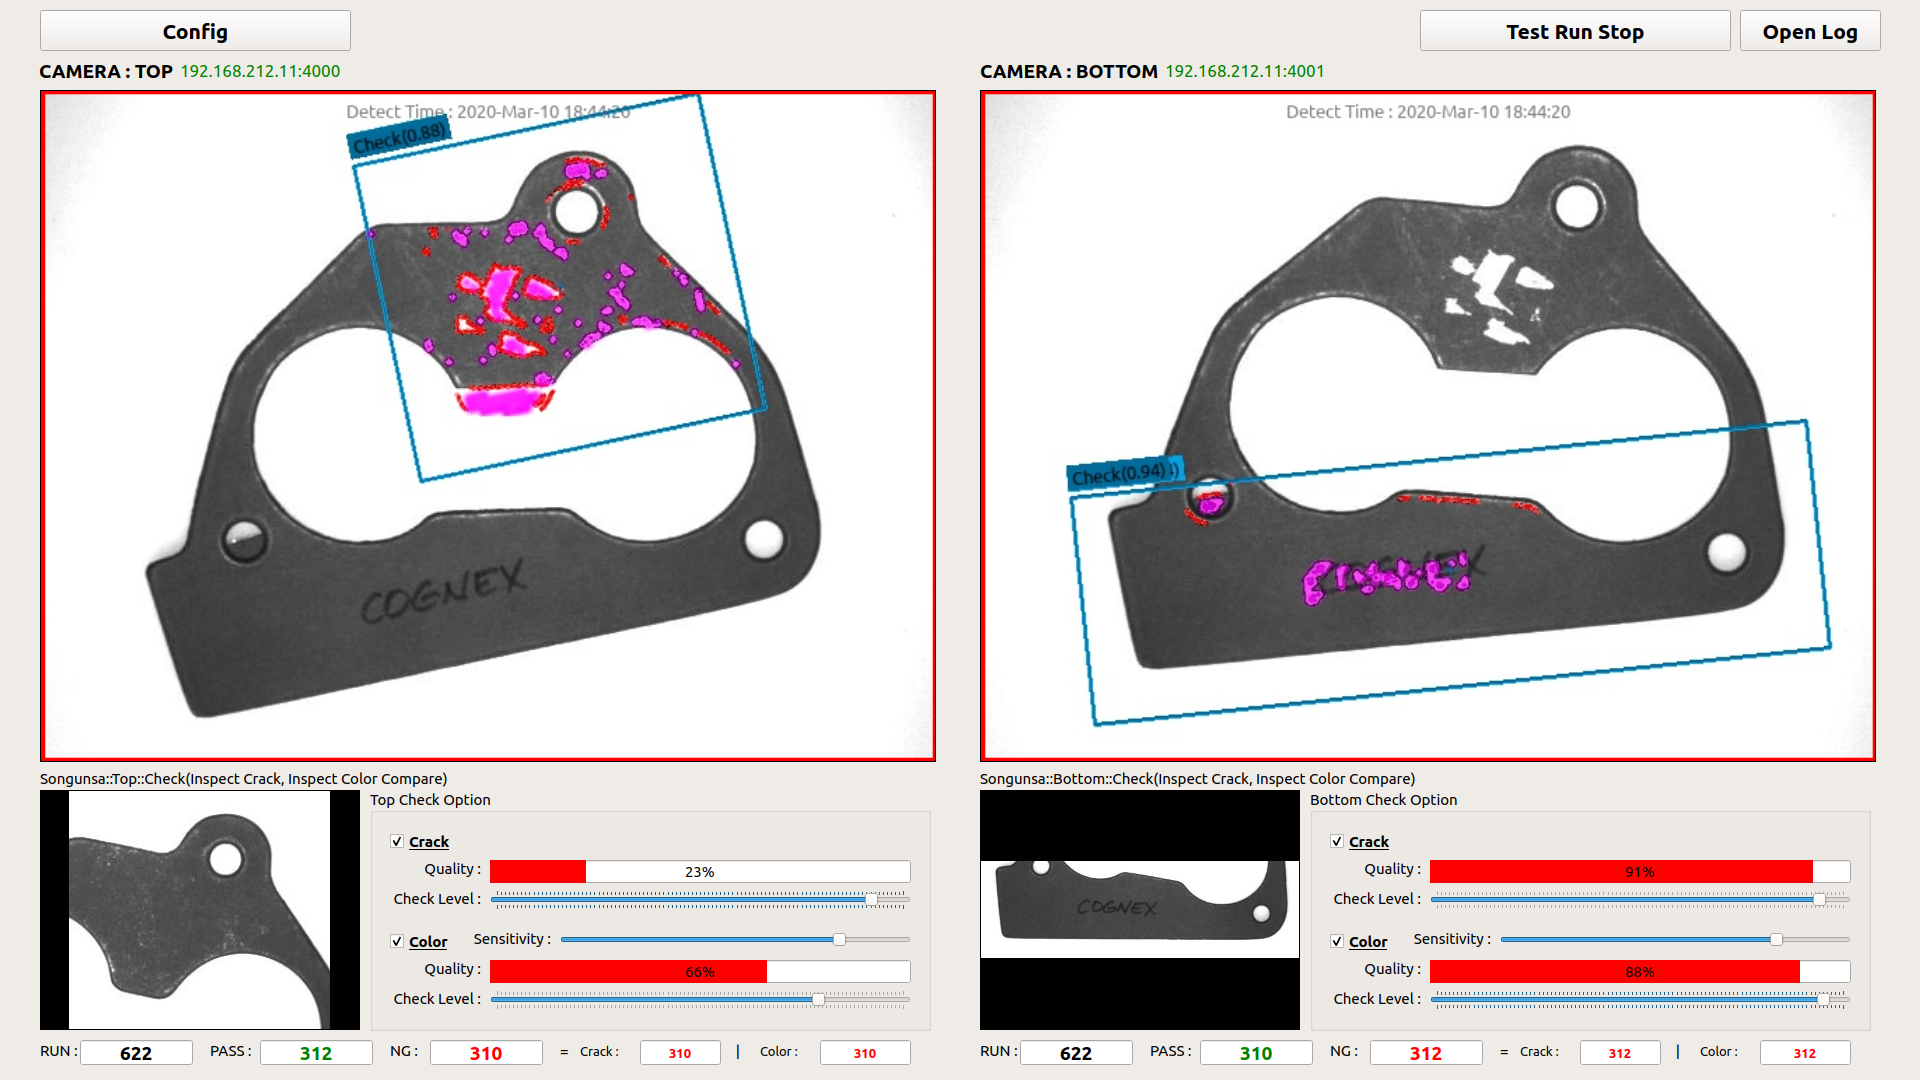 Config
Test Run Stop
Open Log
CAMERA : TOP 192.168.212.11:4000
CAMERA : BOTTOM 192.168.212.11:4001
Detect Time : 2020-Mar-10 18:44:20
Check(0.88)
COGNEX
Detect Time : 2020-Mar-10 18:44:20
Check(0.94)
COGNEX
Songunsa::Top::Check(Inspect Crack, Inspect Color Compare)
Top Check Option
Crack
Quality : 23%
Check Level :
Color Sensitivity :
Quality : 66%
Check Level :
Songunsa::Bottom::Check(Inspect Crack, Inspect Color Compare)
COGNEX
Bottom Check Option
Crack
Quality : 91%
Check Level :
Color Sensitivity :
Quality : 88%
Check Level :
RUN : 622 PASS : 312 NG : 310 = Crack : 310 | Color : 310
RUN : 622 PASS : 310 NG : 312 = Crack : 312 | Color : 312